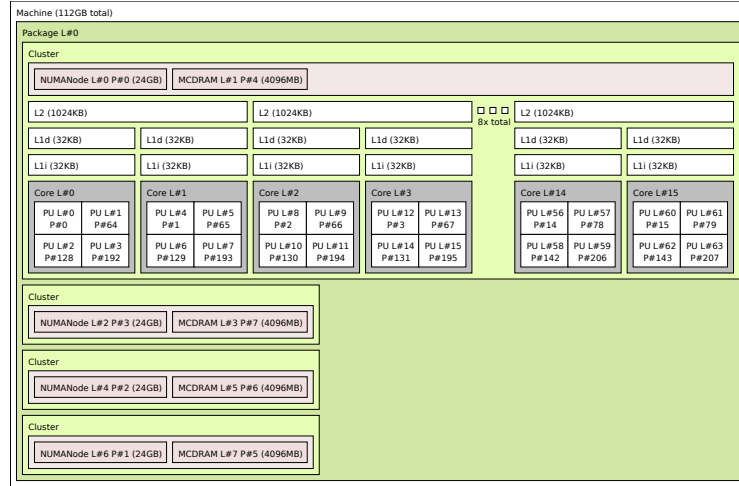 Machine (112GB total)
Package L#0
Cluster
NUMANode L#0 P#0 (24GB) MCDRAM L#1 P#4 (4096MB)
L2 (1024KB) L2 (1024KB) 8x total L2 (1024KB)
L1d (32KB) L1d (32KB) L1d (32KB) L1d (32KB) L1d (32KB) L1d (32KB)
L1i (32KB) L1i (32KB) L1i (32KB) L1i (32KB) L1i (32KB) L1i (32KB)
Core L#0 Core L#1 Core L#2 Core L#3 Core L#14 Core L#15
PU L#0 PU L#1 PU L#4 PU L#5 PU L#8 PU L#9 PU L#12 PU L#13 PU L#56 PU L#57 PU L#60 PU L#61
P#0 P#64 P#1 P#65 P#2 P#66 P#3 P#67 P#14 P#78 P#15 P#79
PU L#2 PU L#3 PU L#6 PU L#7 PU L#10 PU L#11 PU L#14 PU L#15 PU L#58 PU L#59 PU L#62 PU L#63
P#128 P#192 P#129 P#193 P#130 P#194 P#131 P#195 P#142 P#206 P#143 P#207
Cluster
NUMANode L#2 P#3 (24GB) MCDRAM L#3 P#7 (4096MB)
Cluster
NUMANode L#4 P#2 (24GB) MCDRAM L#5 P#6 (4096MB)
Cluster
NUMANode L#6 P#1 (24GB) MCDRAM L#7 P#5 (4096MB)